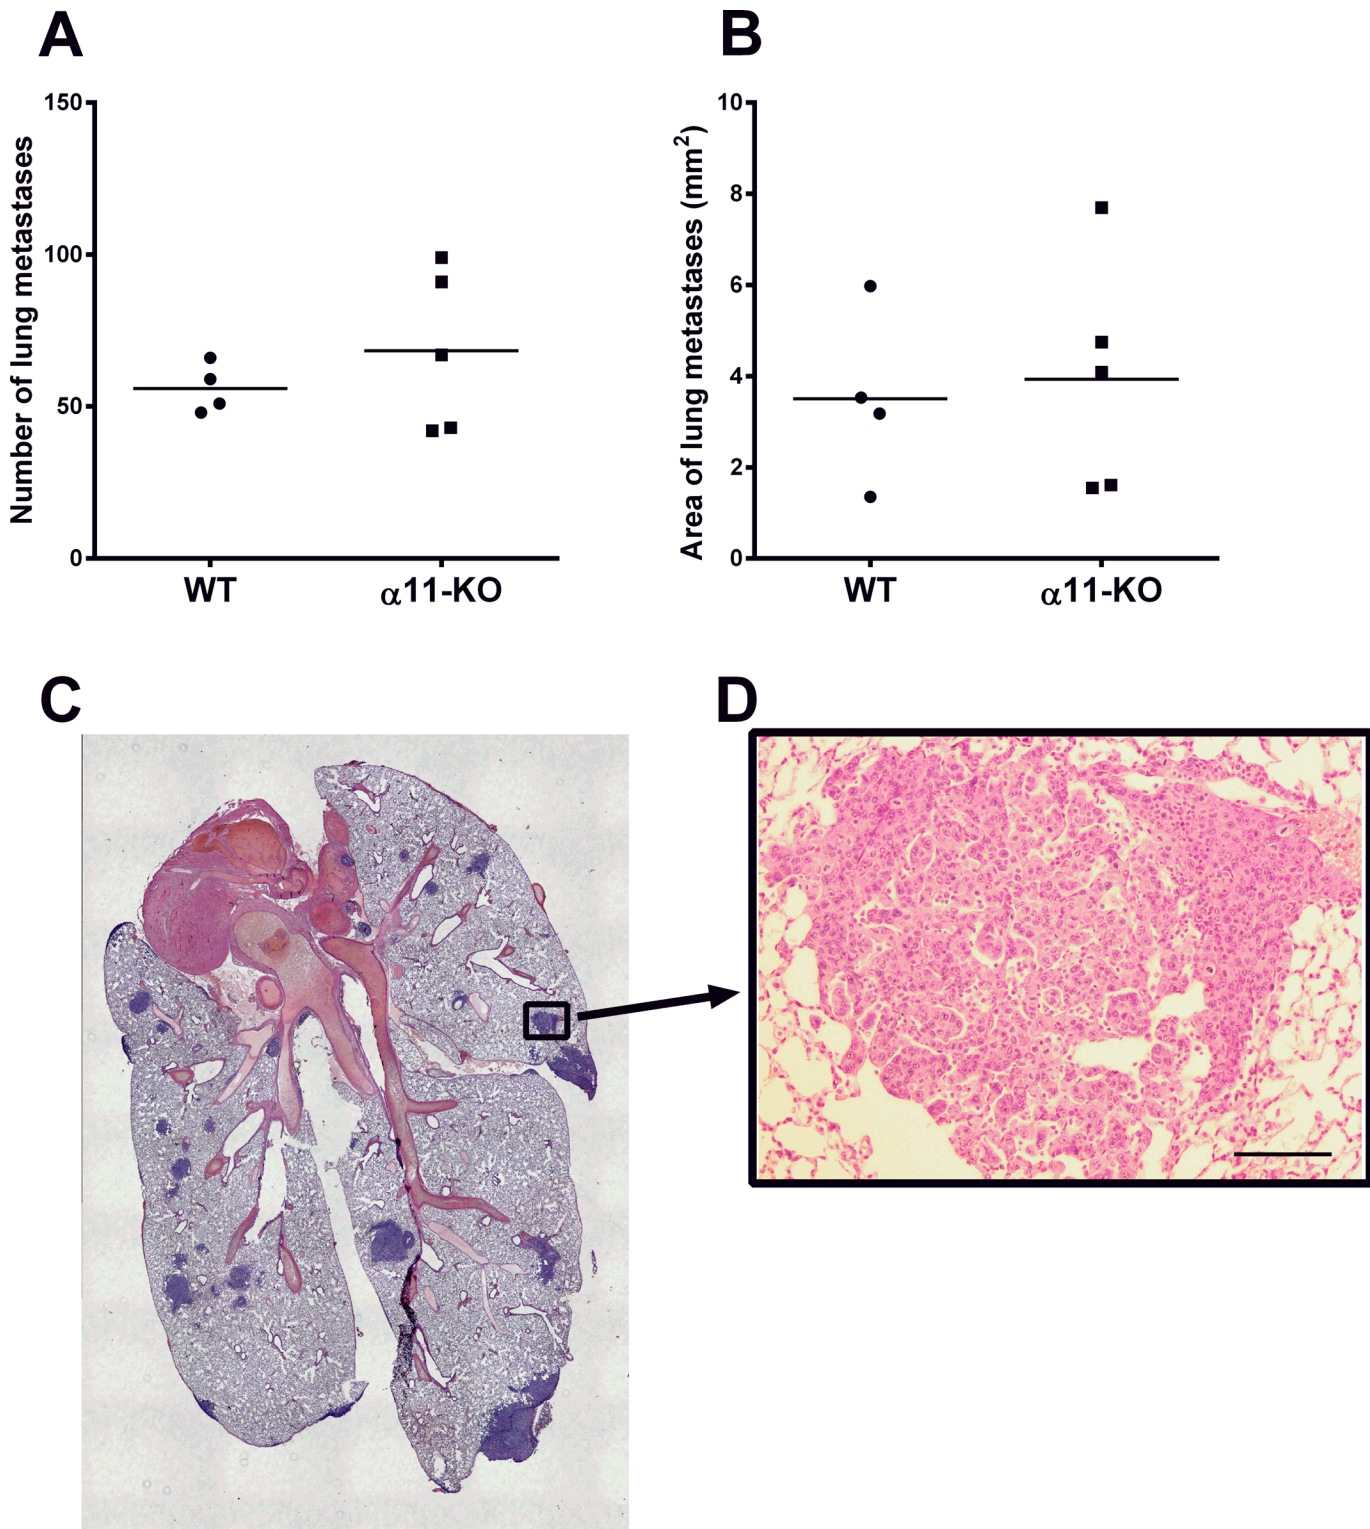 A
Number of lung metastases
150
100
50
0
WT
α11-KO
B
Area of lung metastases (mm²)
10
8
6
4
2
0
WT
α11-KO
C
D